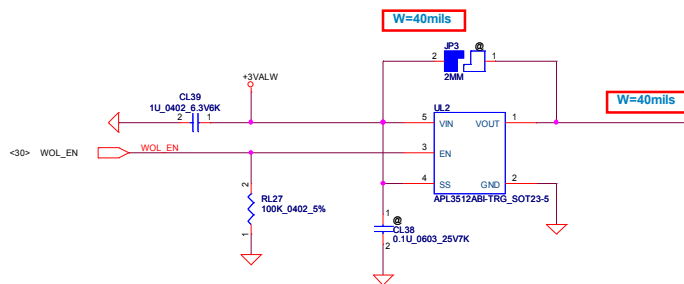 W=40mils
JP3
@
2
1
2MM
+3VALW
W=40mils
CL39
1U_0402_6.3V6K
2
1
UL2
5
VIN
VOUT
1
<30>
WOL_EN
WOL_EN
3
EN
4
SS
GND
2
APL3512ABI-TRG_SOT23-5
2
RL27
100K_0402_5%
1
1
@
CL38
0.1U_0603_25V7K
2